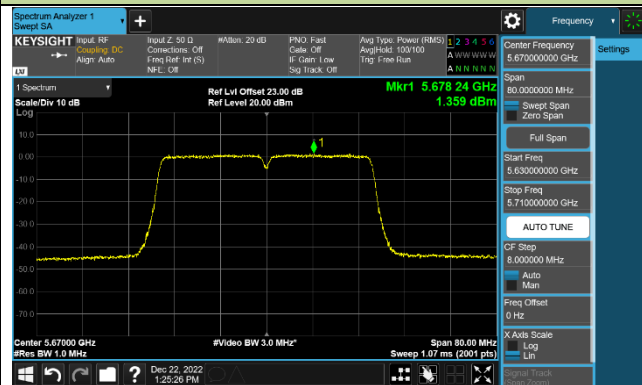 Spectrum Analyzer 1
Swept SA
Frequency
KEYSIGHT
Input: RF
Coupling: DC
Align: Auto
Input Z: 50 Ω
Corrections: Off
Freq Ref: Int (S)
NFE: Off
#Atten: 20 dB
PNO: Fast
Gate: Off
IF Gain: Low
Sig Track: Off
Avg Type: Power (RMS)
Avg|Hold: 100/100
Trig: Free Run
1 2 3 4 5 6
A W W W W W
A N N N N N
LXI
1 Spectrum
Scale/Div 10 dB
Log
Ref Lvl Offset 23.00 dB
Ref Level 20.00 dBm
Mkr1 5.678 24 GHz
1.359 dBm
10.0
0.00
-10.0
-20.0
-30.0
-40.0
-50.0
-60.0
-70.0
1
Center 5.67000 GHz
#Res BW 1.0 MHz
#Video BW 3.0 MHz*
Span 80.00 MHz
Sweep 1.07 ms (2001 pts)
Dec 22, 2022
1:25:26 PM
Center Frequency
5.670000000 GHz
Span
80.0000000 MHz
Swept Span
Zero Span
Full Span
Start Freq
5.630000000 GHz
Stop Freq
5.710000000 GHz
AUTO TUNE
CF Step
8.000000 MHz
Auto
Man
Freq Offset
0 Hz
X Axis Scale
Log
Lin
Signal Track
(Span Zoom)
Settings